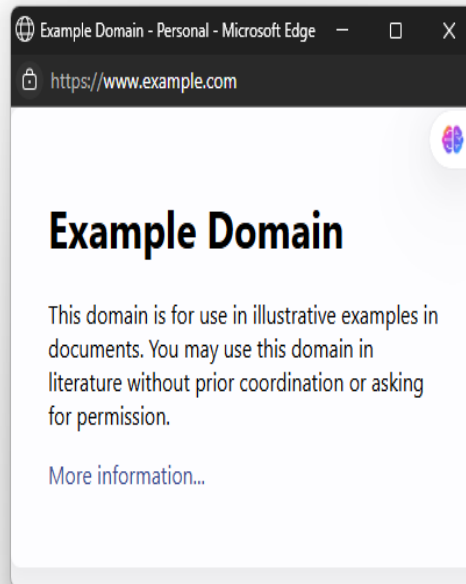 Example Domain - Personal - Microsoft Edge
https://www.example.com
Example Domain
This domain is for use in illustrative examples in
documents. You may use this domain in
literature without prior coordination or asking
for permission.
More information...